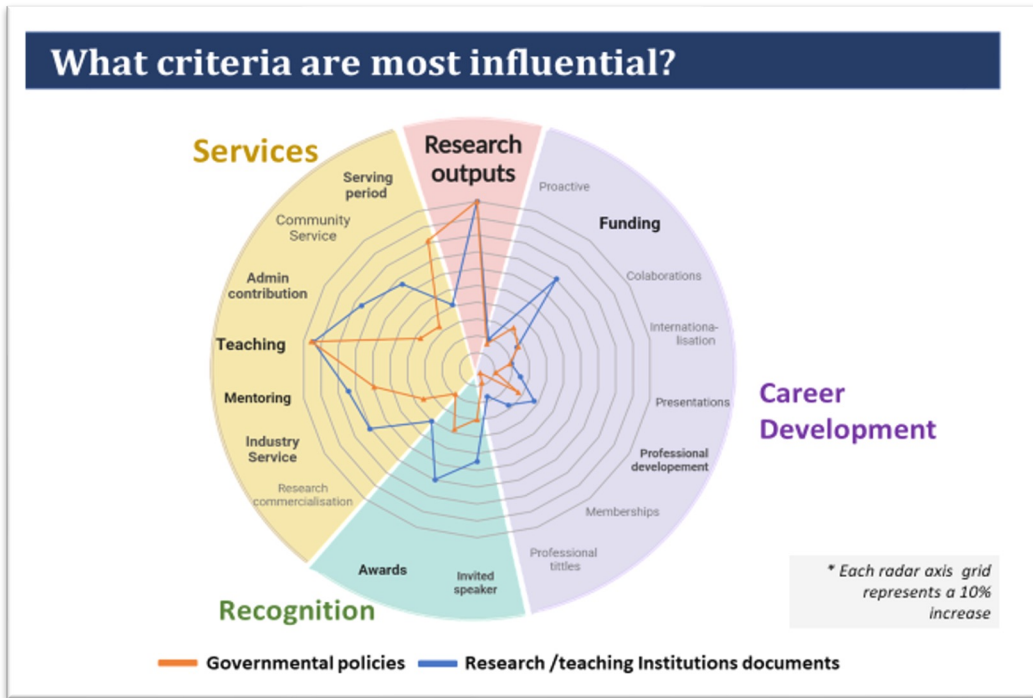 What criteria are most influential?
Services
Research
outputs
Serving
period
Proactive
Community
Service
Funding
Admin
contribution
Colaborations
Teaching
Internationa-
lisation
Mentoring
Presentations
Career
Development
Industry
Service
Professional
developement
Research
commercialisation
Memberships
Professional
tittles
Awards
Invited
speaker
Recognition
* Each radar axis grid
represents a 10%
increase
Governmental policies
Research /teaching Institutions documents